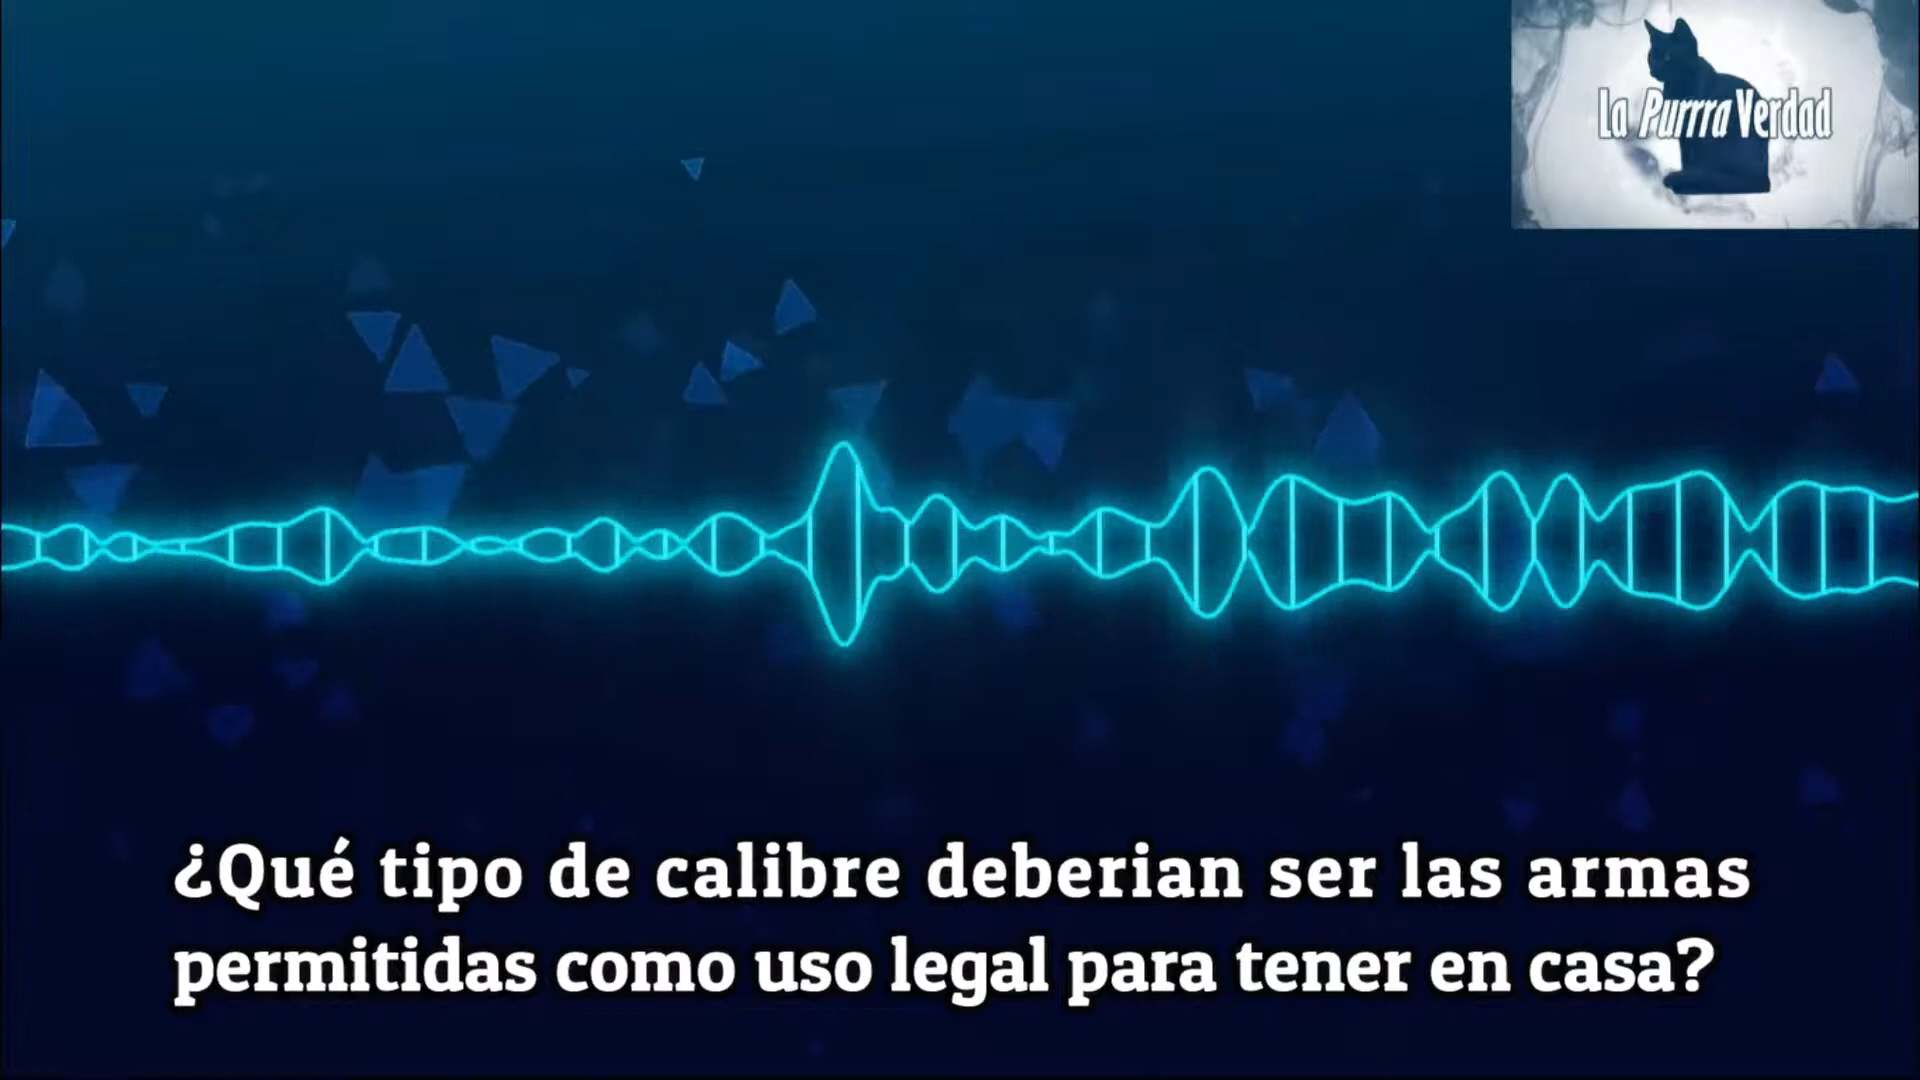 La Purrra Verdad
¿Qué tipo de calibre deberian ser las armas
permitidas como uso legal para tener en casa?